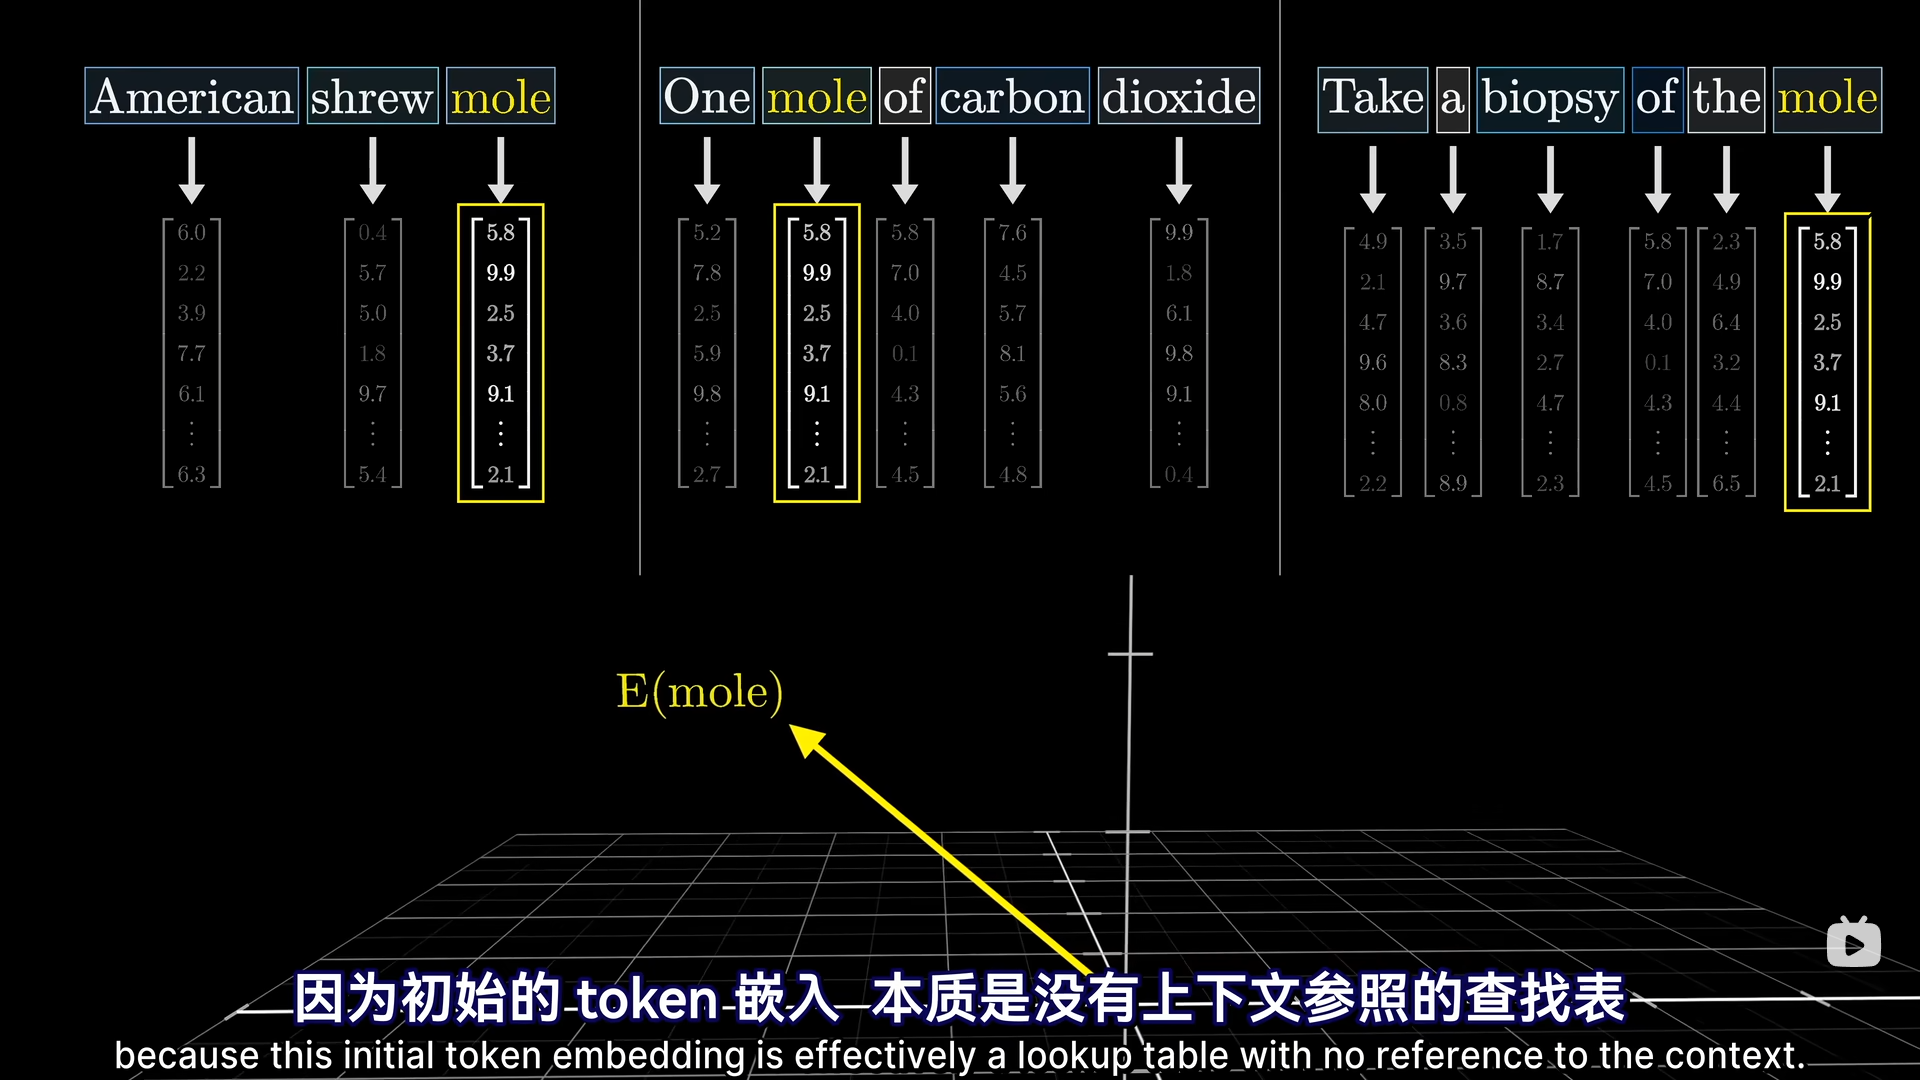 American shrew mole
6.0 0.4 5.8
2.2 5.7 9.9
3.9 5.0 2.5
7.7 1.8 3.7
6.1 9.7 9.1
⋮ ⋮ ⋮
6.3 5.4 2.1
One mole of carbon dioxide
5.2 5.8 5.8 7.6 9.9
7.8 9.9 7.0 4.5 1.8
2.5 2.5 4.0 5.7 6.1
5.9 3.7 0.1 8.1 9.8
9.8 9.1 4.3 5.6 9.1
⋮ ⋮ ⋮ ⋮ ⋮
2.7 2.1 4.5 4.8 0.4
Take a biopsy of the mole
4.9 3.5 1.7 5.8 2.3 5.8
2.1 9.7 8.7 7.0 4.9 9.9
4.7 3.6 3.4 4.0 6.4 2.5
9.6 8.3 2.7 0.1 3.2 3.7
8.0 0.8 4.7 4.3 4.4 9.1
⋮ ⋮ ⋮ ⋮ ⋮ ⋮
2.2 8.9 2.3 4.5 6.5 2.1
E(mole)
因为初始的 token 嵌入 本质是没有上下文参照的查找表
because this initial token embedding is effectively a lookup table with no reference to the context.